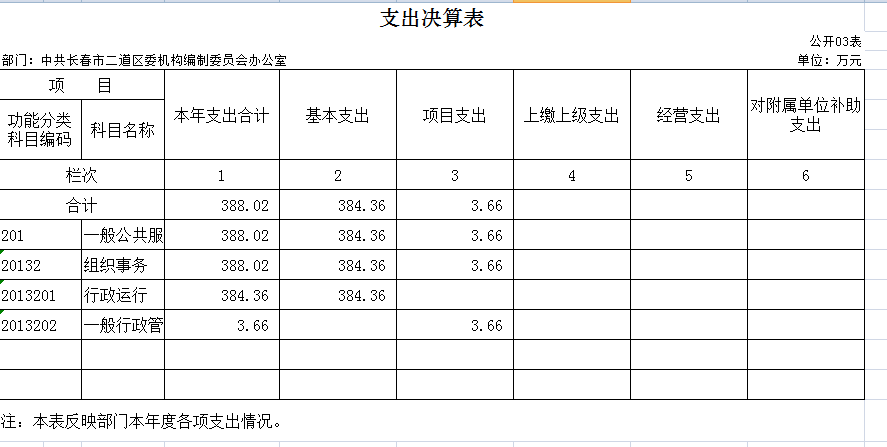 支出决算表
公开03表
部门：中共长春市二道区委机构编制委员会办公室 单位：万元
项 目 本年支出合计 基本支出 项目支出 上缴上级支出 经营支出 对附属单位补助支出
功能分类科目编码 科目名称
栏次 1 2 3 4 5 6
合计 388.02 384.36 3.66
201 一般公共服 388.02 384.36 3.66
20132 组织事务 388.02 384.36 3.66
2013201 行政运行 384.36 384.36
2013202 一般行政管 3.66 3.66
注：本表反映部门本年度各项支出情况。